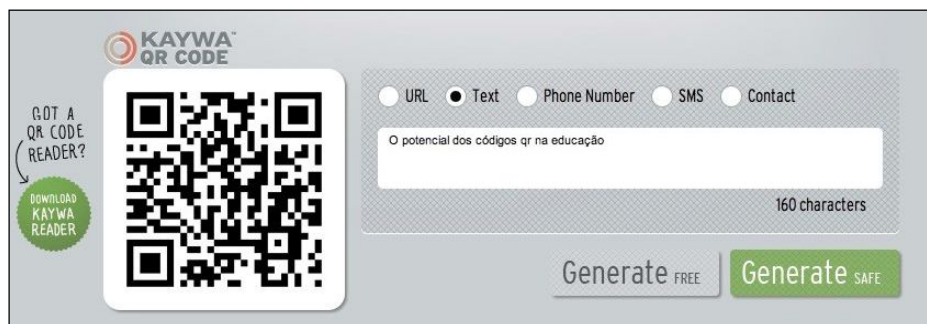 KAYWA™
QR CODE
GOT A
QR CODE
READER?
DOWNLOAD
KAYWA
READER
URL Text Phone Number SMS Contact
O potencial dos códigos qr na educação
160 characters
Generate FREE Generate SAFE